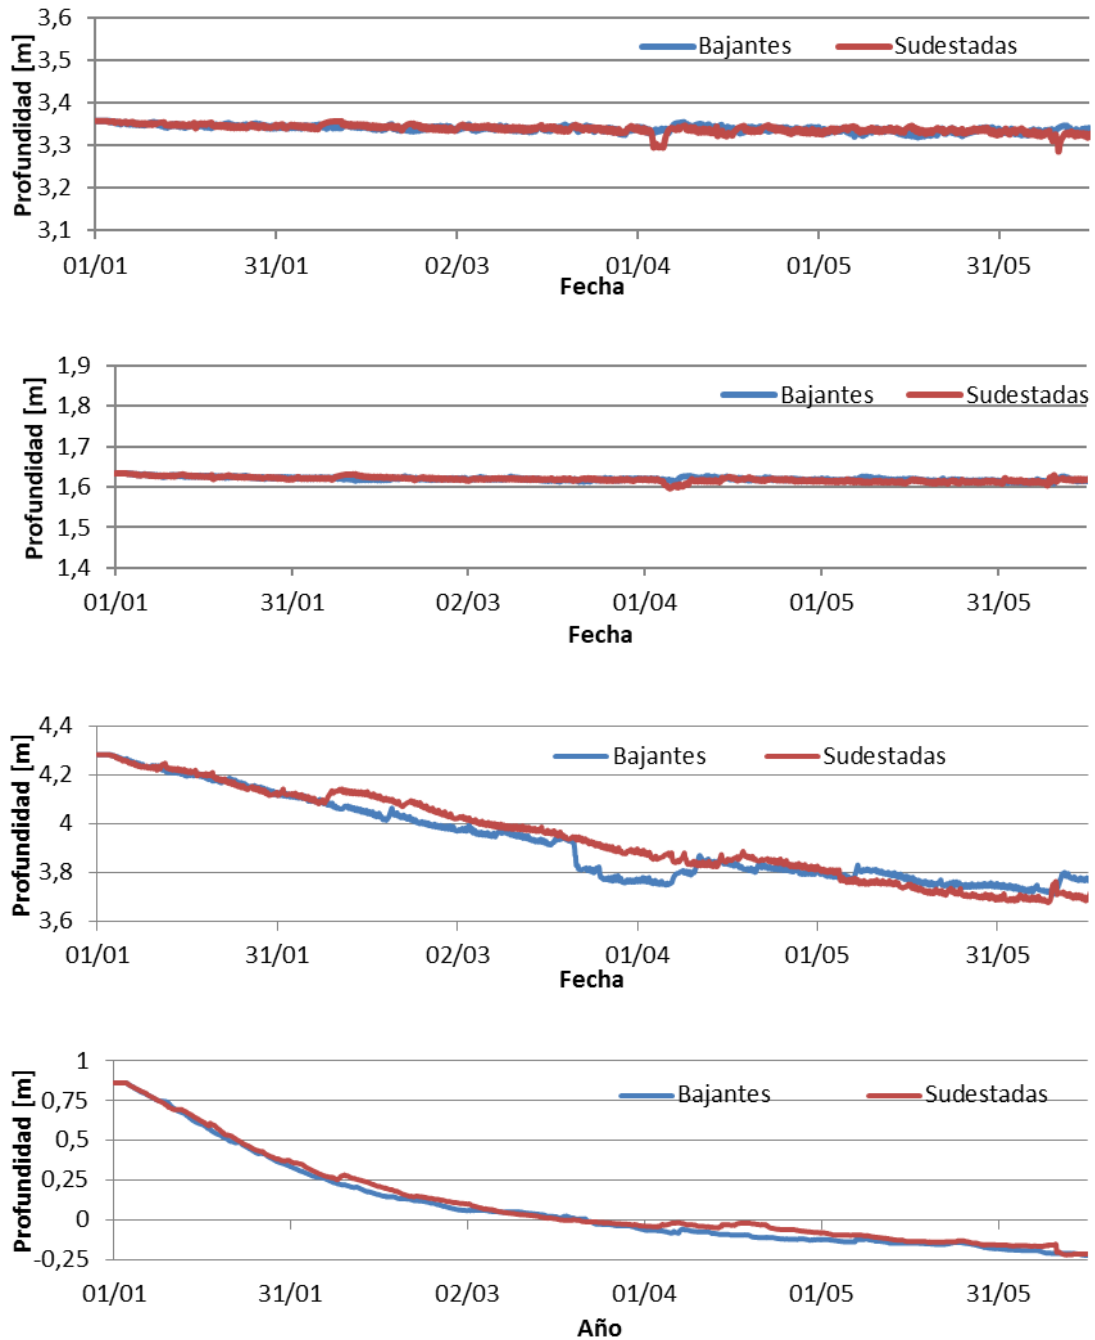 Profundidad [m]
3,6
3,5
3,4
3,3
3,2
3,1
Bajantes Sudestadas
01/01 31/01 02/03 01/04 01/05 31/05
Fecha
Profundidad [m]
1,9
1,8
1,7
1,6
1,5
1,4
Bajantes Sudestadas
01/01 31/01 02/03 01/04 01/05 31/05
Fecha
Profundidad [m]
4,4
4,2
4
3,8
3,6
Bajantes Sudestadas
01/01 31/01 02/03 01/04 01/05 31/05
Fecha
Profundidad [m]
1
0,75
0,5
0,25
0
-0,25
Bajantes Sudestadas
01/01 31/01 02/03 01/04 01/05 31/05
Año